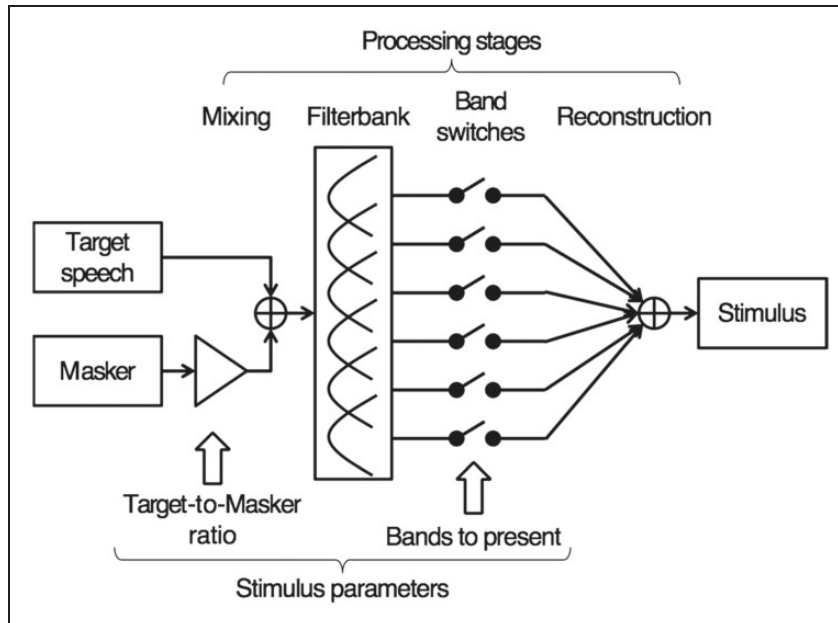 Processing stages
Mixing
Filterbank
Band
switches
Reconstruction
Target
speech
Masker
Stimulus
Target-to-Masker
ratio
Bands to present
Stimulus parameters